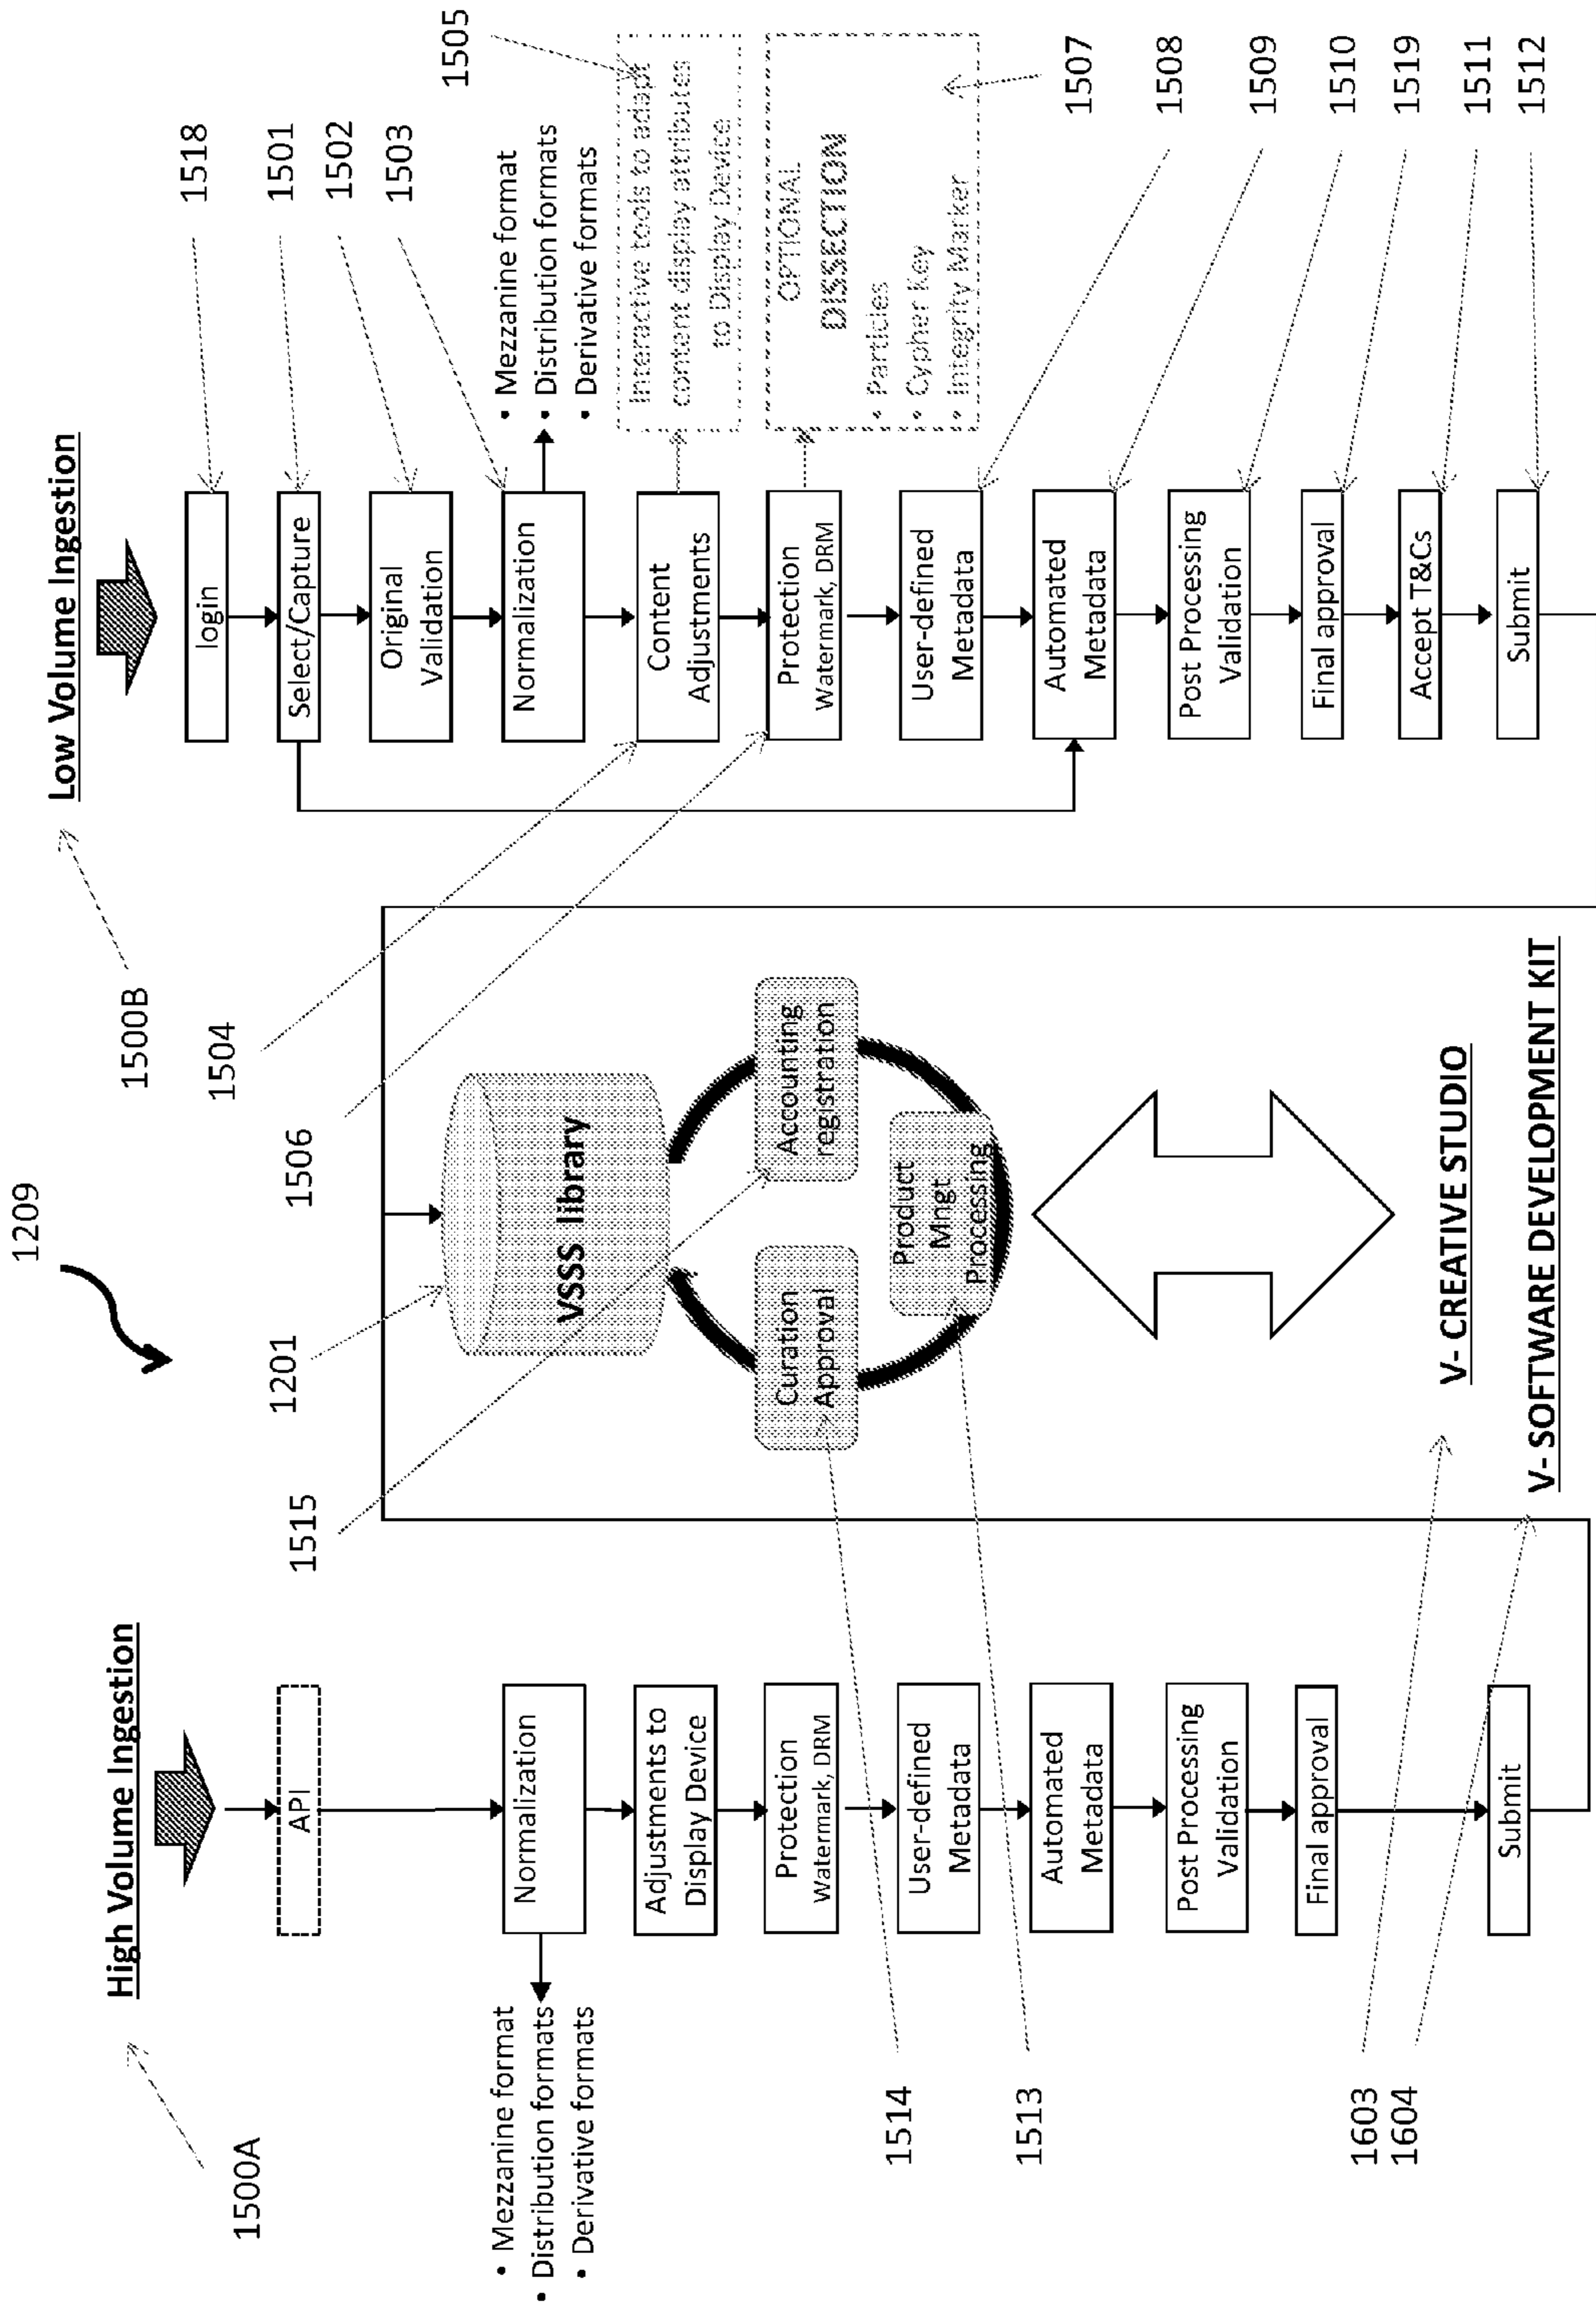 1209
High Volume Ingestion
1500A
API
Normalization
• Mezzanine format
• Distribution formats
• Derivative formats
Adjustments to
Display Device
Protection
Watermark, DRM
User-defined
Metadata
Automated
Metadata
Post Processing
Validation
Final approval
Submit
1514
1513
1603
1604
1201
1515
VSSS library
Curation
Approval
Accounting
registration
Product
Mngt
Processing
V- CREATIVE STUDIO
V- SOFTWARE DEVELOPMENT KIT
1500B
1504
1506
Low Volume Ingestion
login
Select/Capture
Original
Validation
Normalization
Content
Adjustments
Protection
Watermark, DRM
User-defined
Metadata
Automated
Metadata
Post Processing
Validation
Final approval
Accept T&Cs
Submit
• Mezzanine format
• Distribution formats
• Derivative formats
Interactive tools to adapt
content display attributes
to Display Device
OPTIONAL
DISSECTION
• Particles
• Cypher Key
• Integrity Marker
1518
1501
1502
1503
1505
1507
1508
1509
1510
1519
1511
1512